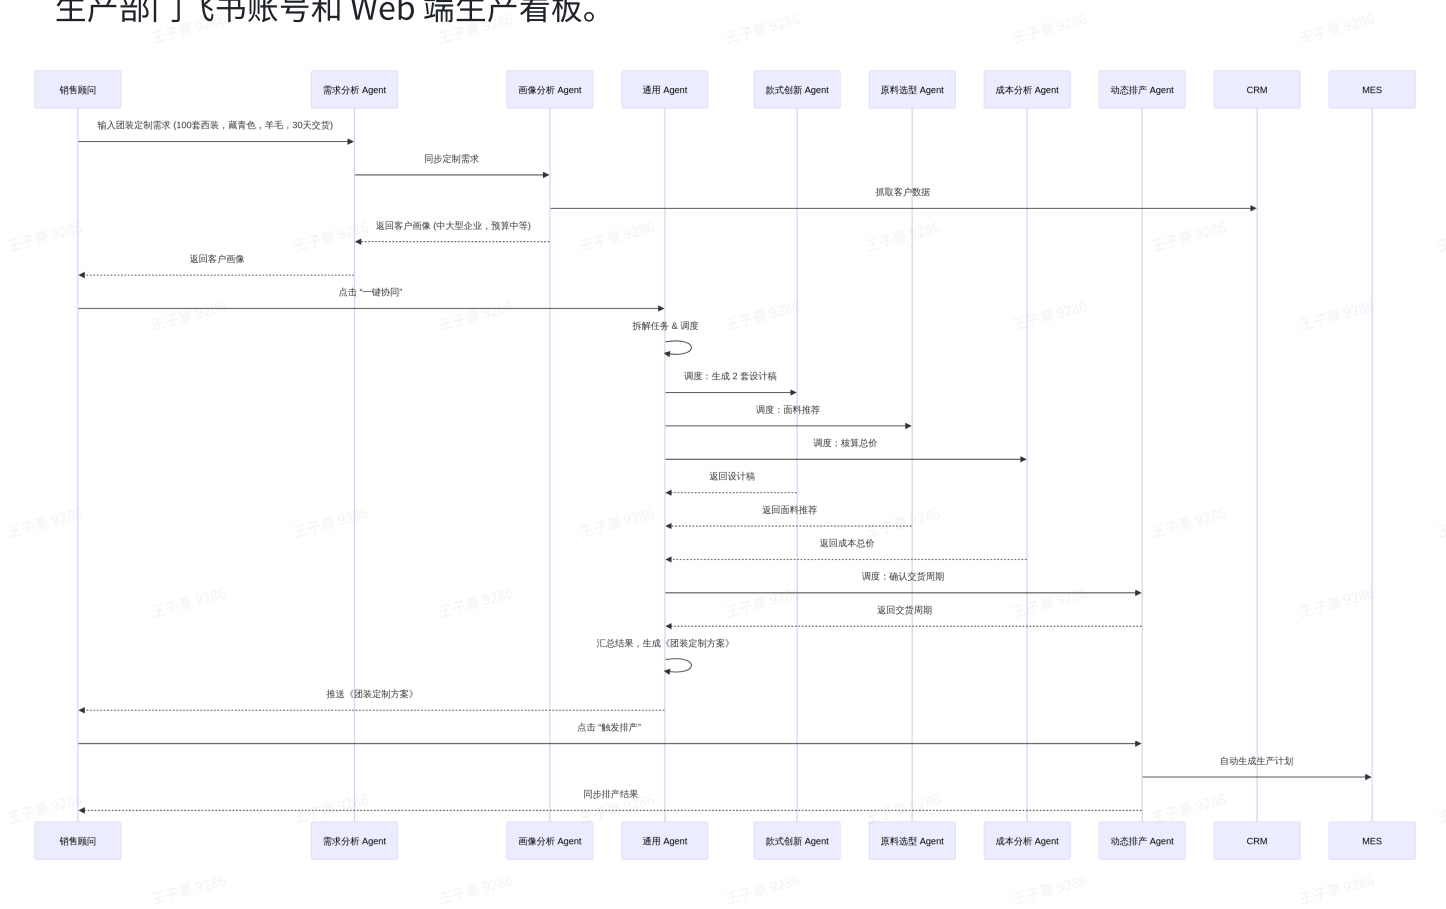 生产部门飞书账号和 Web 端生产看板。
销售顾问 需求分析 Agent 画像分析 Agent 通用 Agent 款式创新 Agent 原料选型 Agent 成本分析 Agent 动态排产 Agent CRM MES
输入团装定制需求 (100套西装，藏青色，羊毛，30天交货)
同步定制需求
抓取客户数据
返回客户画像 (中大型企业，预算中等)
返回客户画像
点击 “一键协同”
拆解任务 & 调度
调度：生成 2 套设计稿
调度：面料推荐
调度：核算总价
返回设计稿
返回面料推荐
返回成本总价
调度：确认交货周期
返回交货周期
汇总结果，生成《团装定制方案》
推送《团装定制方案》
点击 “触发排产”
自动生成生产计划
同步排产结果
销售顾问 需求分析 Agent 画像分析 Agent 通用 Agent 款式创新 Agent 原料选型 Agent 成本分析 Agent 动态排产 Agent CRM MES
王子豪 9286